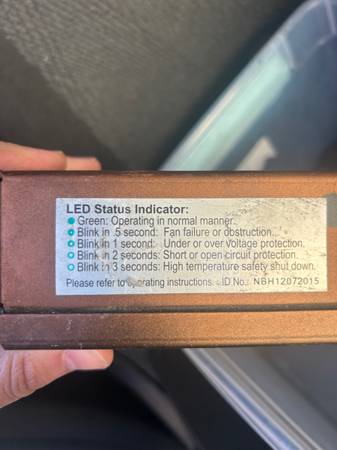 LED Status Indicator:
Green: Operating in normal manner.
Blink in .5 second: Fan failure or obstruction.
Blink in 1 second: Under or over Voltage protection.
Blink in 2 seconds: Short or open circuit protection.
Blink in 3 seconds: High temperature safety shut down.
Please refer to operating instructions. ID No.: NBH12072015